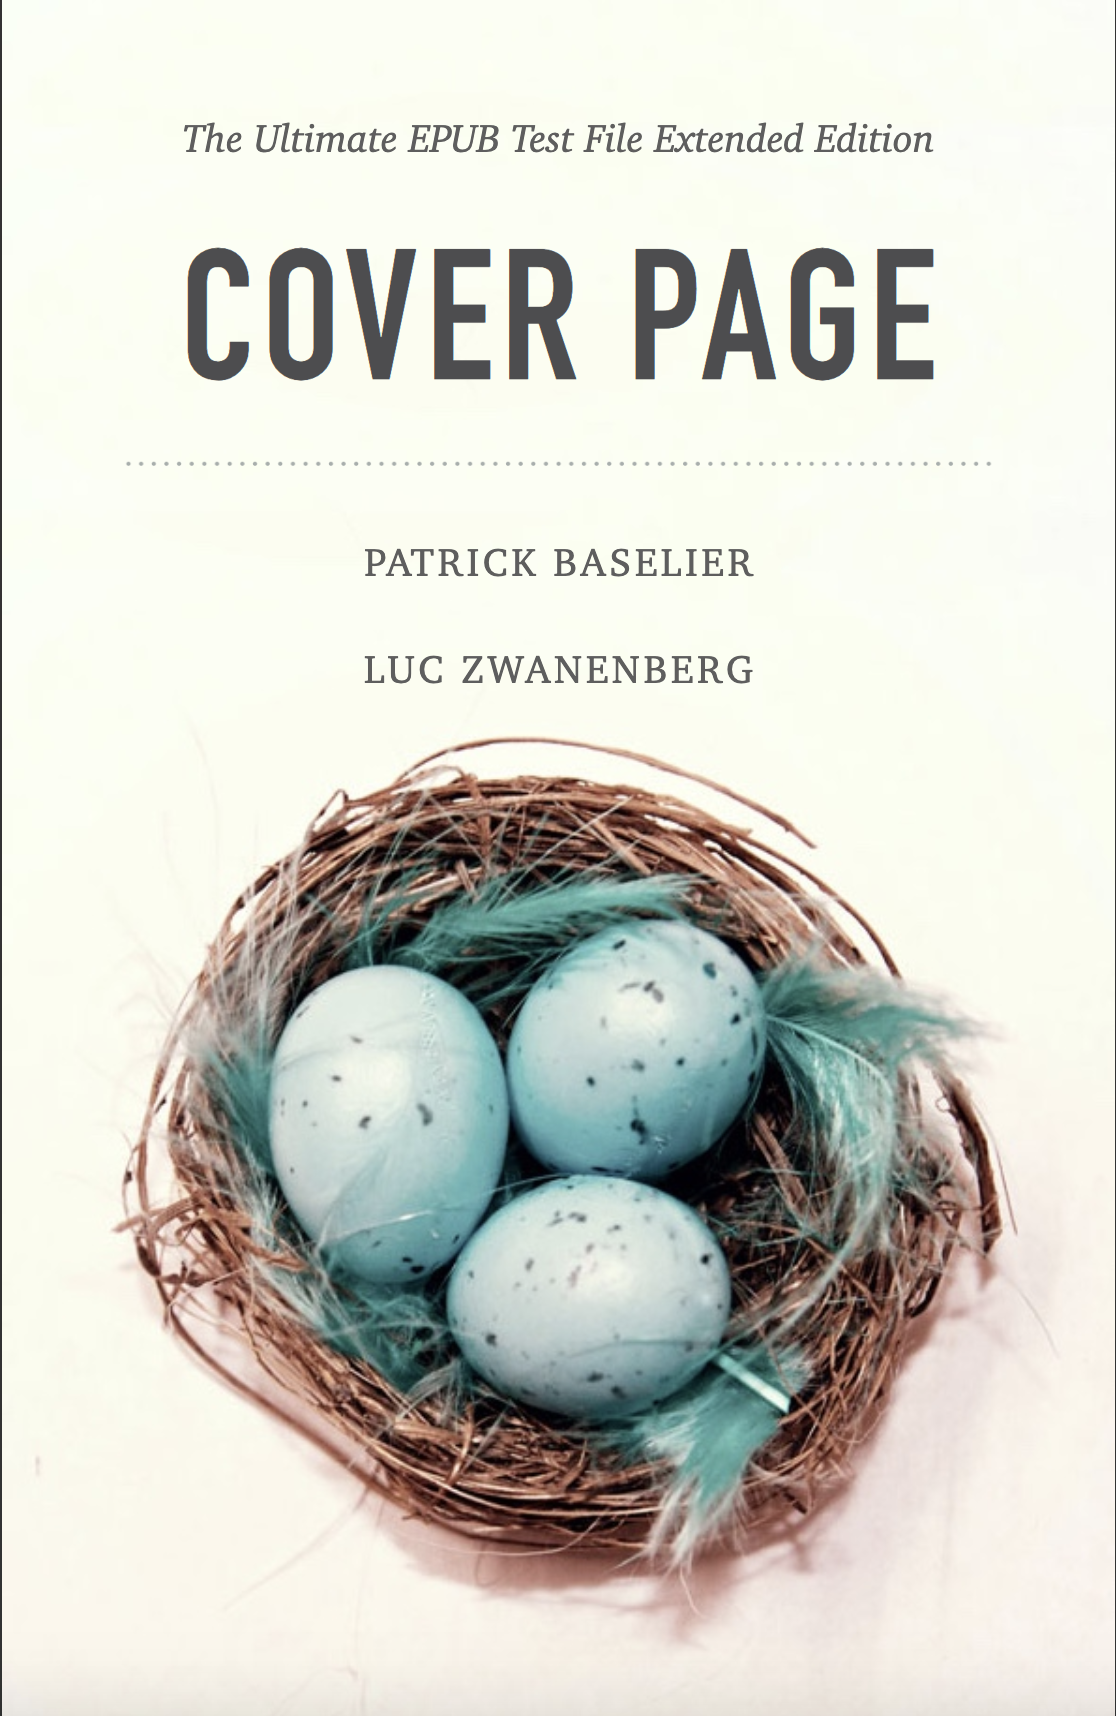 The Ultimate EPUB Test File Extended Edition
COVER PAGE
PATRICK BASELIER
LUC ZWANENBERG